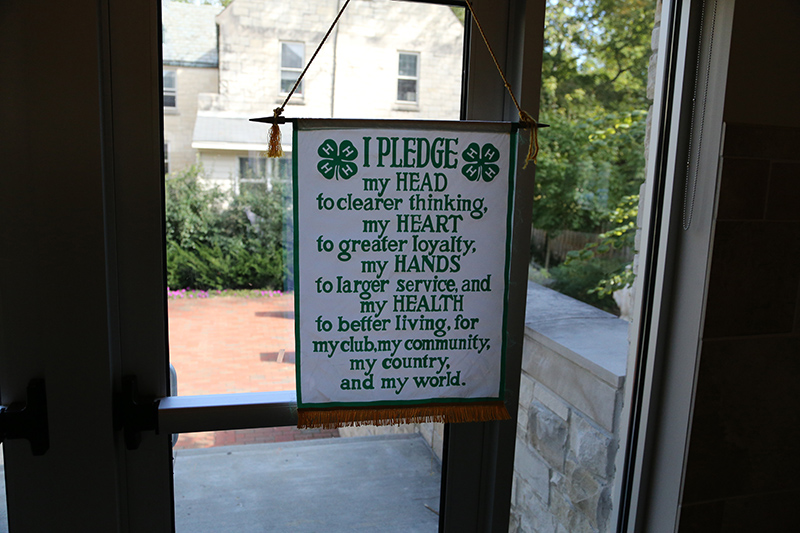 H H H H I PLEDGE H H H H
my HEAD
to clearer thinking,
my HEART
to greater loyalty,
my HANDS
to larger service, and
my HEALTH
to better living, for
my club, my community,
my country,
and my world.